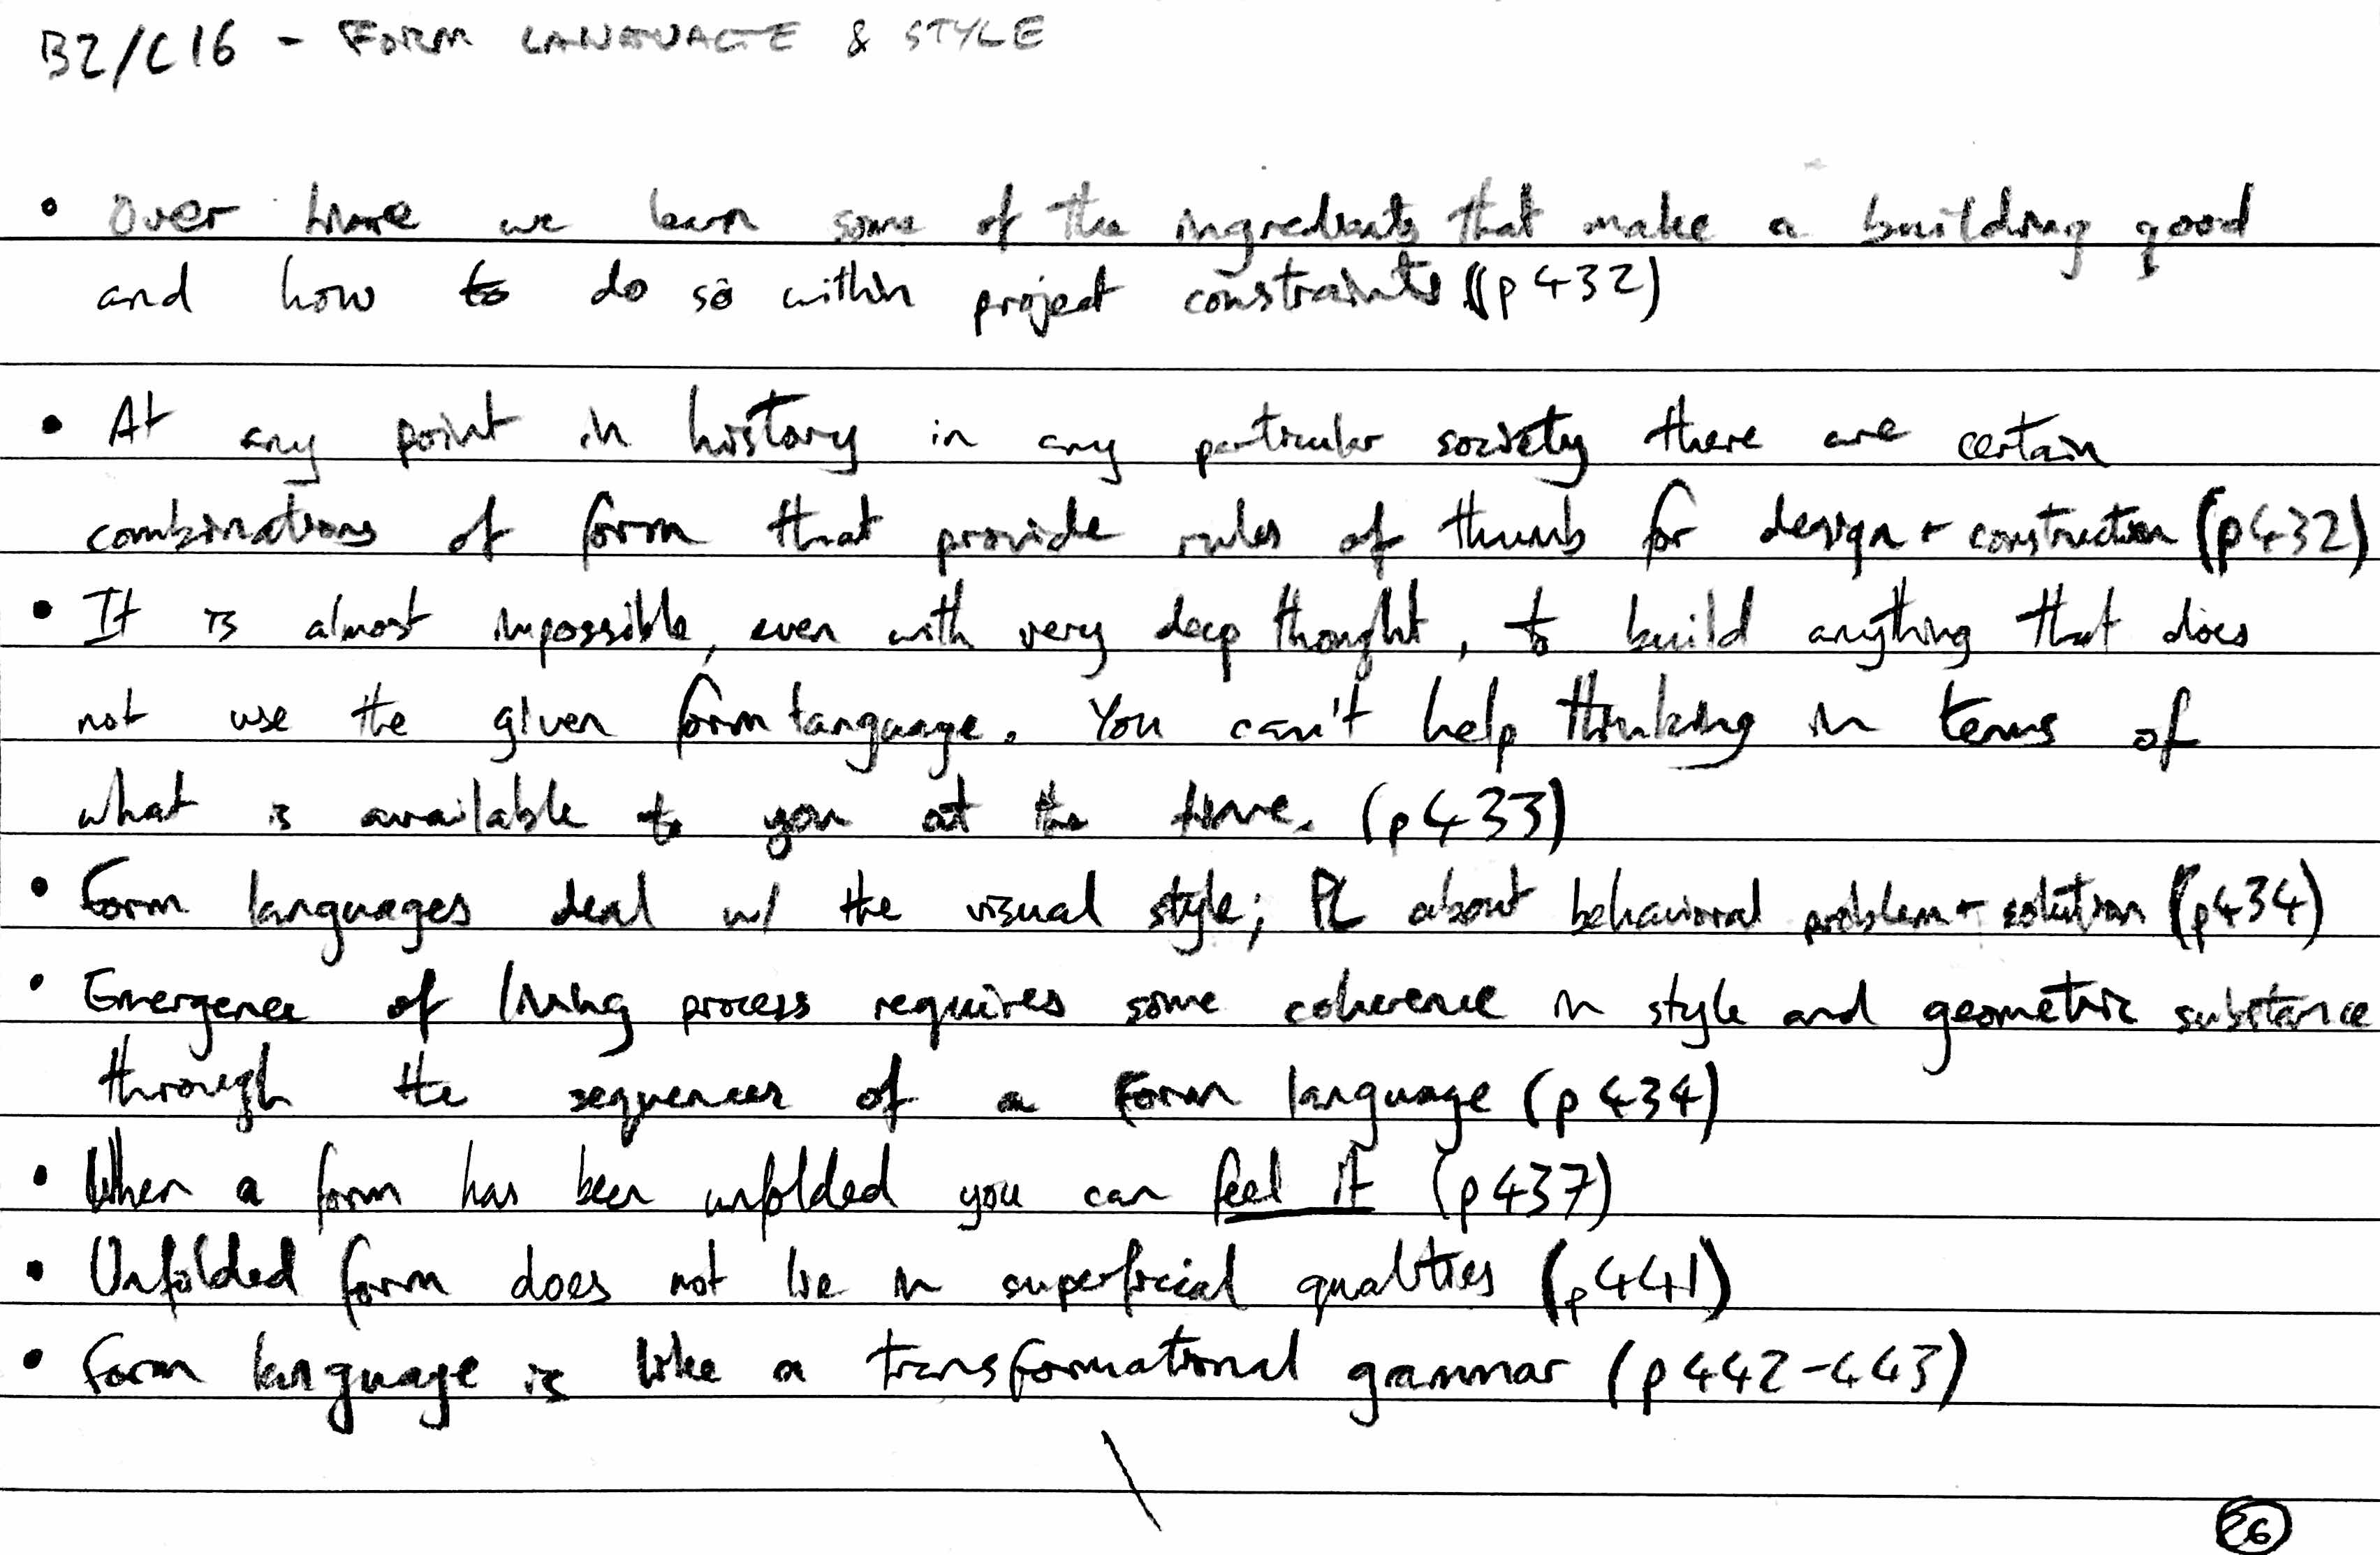 B2/C16 - FORM LANGUAGE & STYLE
• Over time we learn some of the ingredients that make a building good
and how to do so within project constraints (p432)
• At any point in history in any particular society there are certain
combinations of form that provide rules of thumb for design + construction (p432)
• It is almost impossible, even with very deep thought, to build anything that does
not use the given form language. You can't help thinking in terms of
what is available to you at the time. (p433)
• Form languages deal w/ the visual style; PL about behavioral problem + solution (p434)
• Emergence of living process requires some coherence in style and geometric substance
through the sequences of a form language (p434)
• When a form has been unfolded you can feel it (p437)
• Unfolded form does not lie in superficial qualities (p441)
• Form language is like a transformational grammar (p442-443)
26